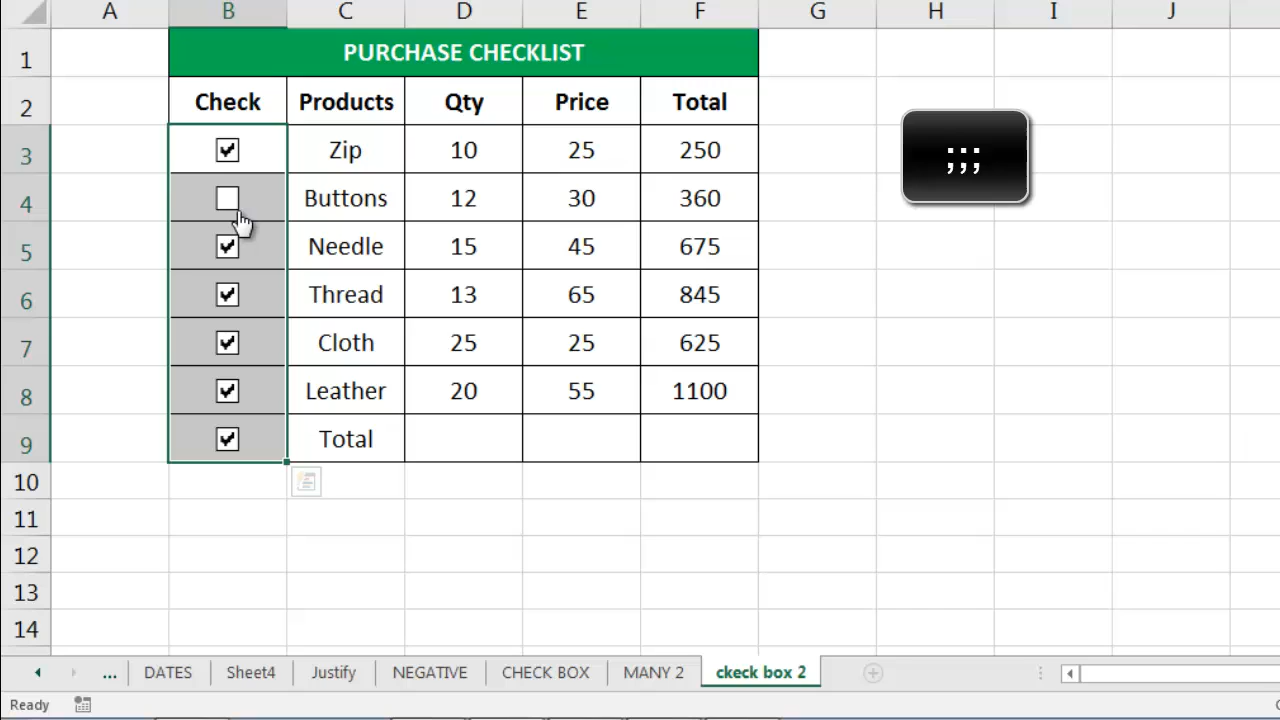 A B C D E F G H I J
1 PURCHASE CHECKLIST
2 Check Products Qty Price Total
3 Zip 10 25 250
;;;
4 Buttons 12 30 360
5 Needle 15 45 675
6 Thread 13 65 845
7 Cloth 25 25 625
8 Leather 20 55 1100
9 Total
10
11
12
13
14
... DATES Sheet4 Justify NEGATIVE CHECK BOX MANY 2 ckeck box 2
Ready